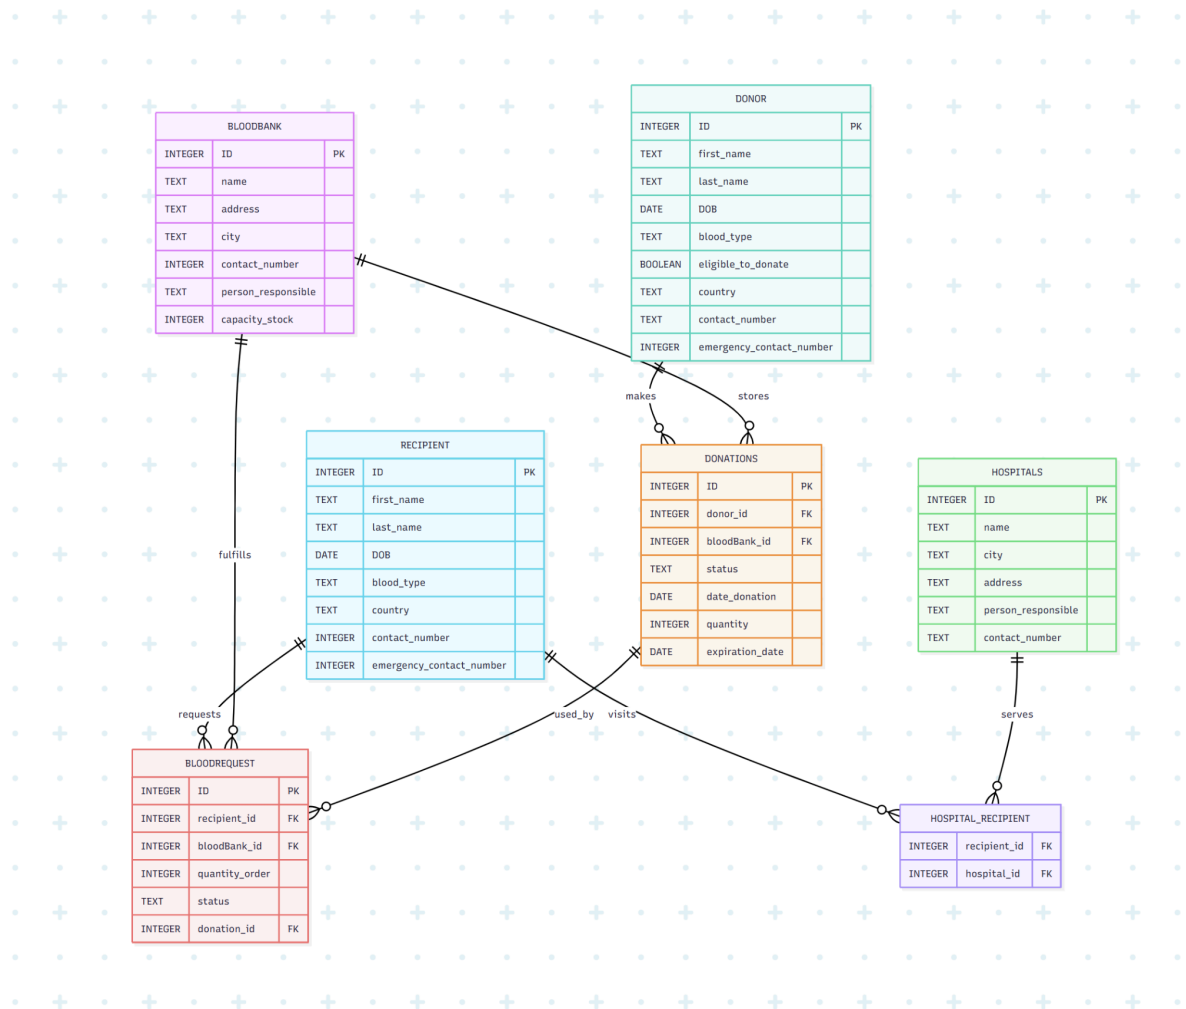 BLOODBANK
INTEGER ID PK
TEXT name
TEXT address
TEXT city
INTEGER contact_number
TEXT person_responsible
INTEGER capacity_stock
DONOR
INTEGER ID PK
TEXT first_name
TEXT last_name
DATE DOB
TEXT blood_type
BOOLEAN eligible_to_donate
TEXT country
TEXT contact_number
INTEGER emergency_contact_number
makes
stores
RECIPIENT
INTEGER ID PK
TEXT first_name
TEXT last_name
DATE DOB
TEXT blood_type
TEXT country
INTEGER contact_number
INTEGER emergency_contact_number
DONATIONS
INTEGER ID PK
INTEGER donor_id FK
INTEGER bloodBank_id FK
TEXT status
DATE date_donation
INTEGER quantity
DATE expiration_date
HOSPITALS
INTEGER ID PK
TEXT name
TEXT city
TEXT address
TEXT person_responsible
TEXT contact_number
fulfills
requests
used_by
visits
serves
BLOODREQUEST
INTEGER ID PK
INTEGER recipient_id FK
INTEGER bloodBank_id FK
INTEGER quantity_order
TEXT status
INTEGER donation_id FK
HOSPITAL_RECIPIENT
INTEGER recipient_id FK
INTEGER hospital_id FK